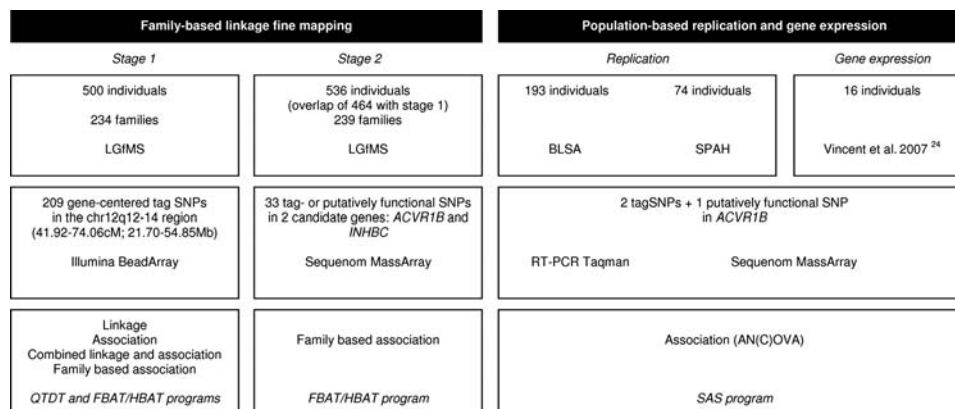 Family-based linkage fine mapping
Population-based replication and gene expression
Stage 1
Stage 2
Replication
Gene expression
500 individuals
234 families
LGfMS
536 individuals
(overlap of 464 with stage 1)
239 families
LGfMS
193 individuals
74 individuals
BLSA
SPAH
16 individuals
Vincent et al. 2007 24
209 gene-centered tag SNPs
in the chr12q12-14 region
(41.92-74.06cM; 21.70-54.85Mb)
Illumina BeadArray
33 tag- or putatively functional SNPs
in 2 candidate genes: ACVR1B and
INHBC
Sequenom MassArray
2 tagSNPs + 1 putatively functional SNP
in ACVR1B
RT-PCR Taqman
Sequenom MassArray
Linkage
Association
Combined linkage and association
Family based association
QTDT and FBAT/HBAT programs
Family based association
FBAT/HBAT program
Association (AN(C)OVA)
SAS program